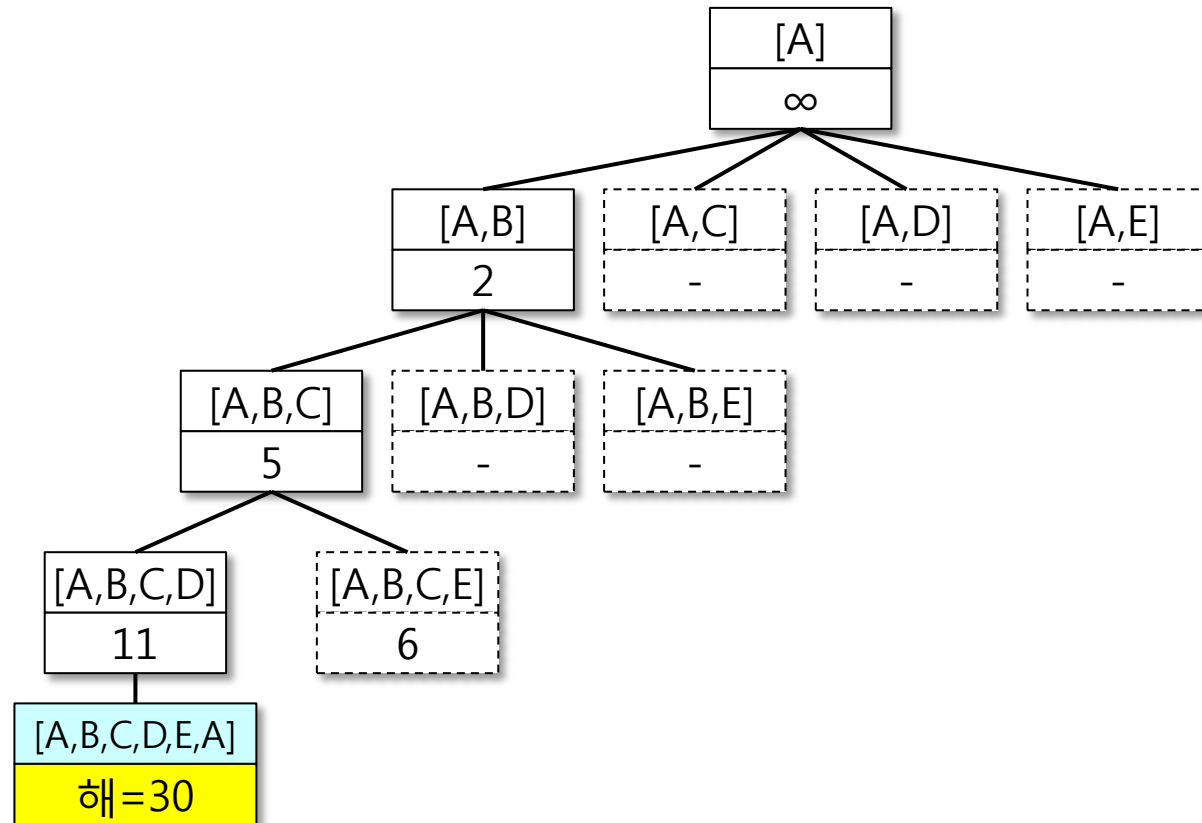 [A]
∞
[A,B]
2
[A,C]
-
[A,D]
-
[A,E]
-
[A,B,C]
5
[A,B,D]
-
[A,B,E]
-
[A,B,C,D]
11
[A,B,C,E]
6
[A,B,C,D,E,A]
해=30